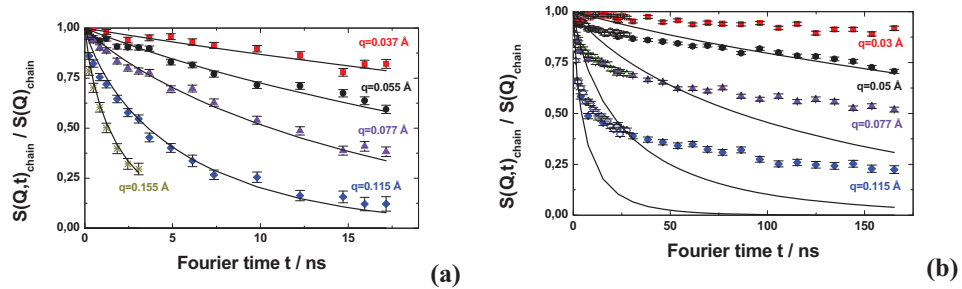 S(Q,t)chain / S(Q)chain
1,00
0,75
0,50
0,25
0,00
q=0.037 Å
q=0.055 Å
q=0.077 Å
q=0.115 Å
q=0.155 Å
0 5 10 15
Fourier time t / ns
(a)
S(Q,t)chain / S(Q)chain
1,00
0,75
0,50
0,25
0,00
q=0.03 Å
q=0.05 Å
q=0.077 Å
q=0.115 Å
0 50 100 150
Fourier time t / ns
(b)